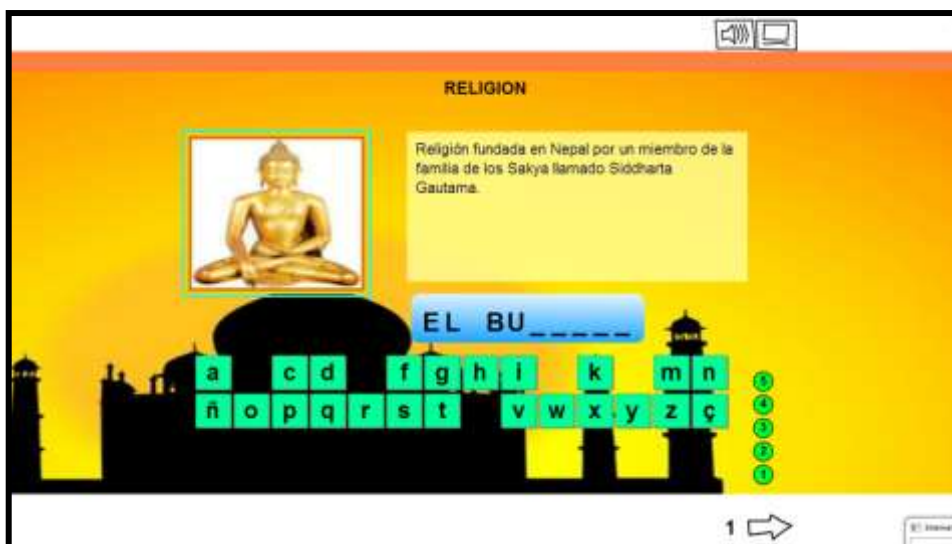 RELIGION
Religión fundada en Nepal por un miembro de la
familia de los Sakya llamado Siddharta
Gautama.
EL BU_ _ _ _ _
a c d f g h i k m n
ñ o p q r s t v w x y z ç
5
4
3
2
1
1